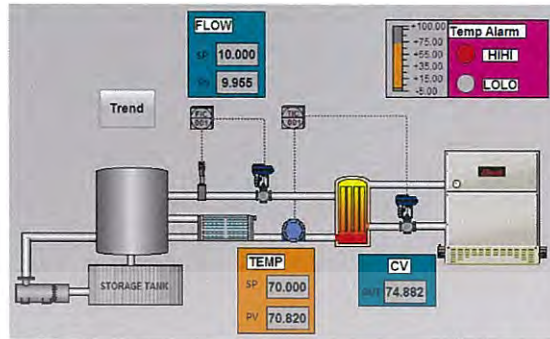 FLOW
SP 10.000
PV 9.955
+100.00
+75.00
+55.00
+35.00
+15.00
-5.00
Temp Alarm
HIHI
LOLO
Trend
FIC
001
TIC
001
STORAGE TANK
TEMP
SP 70.000
PV 70.820
CV
OUT 74.882